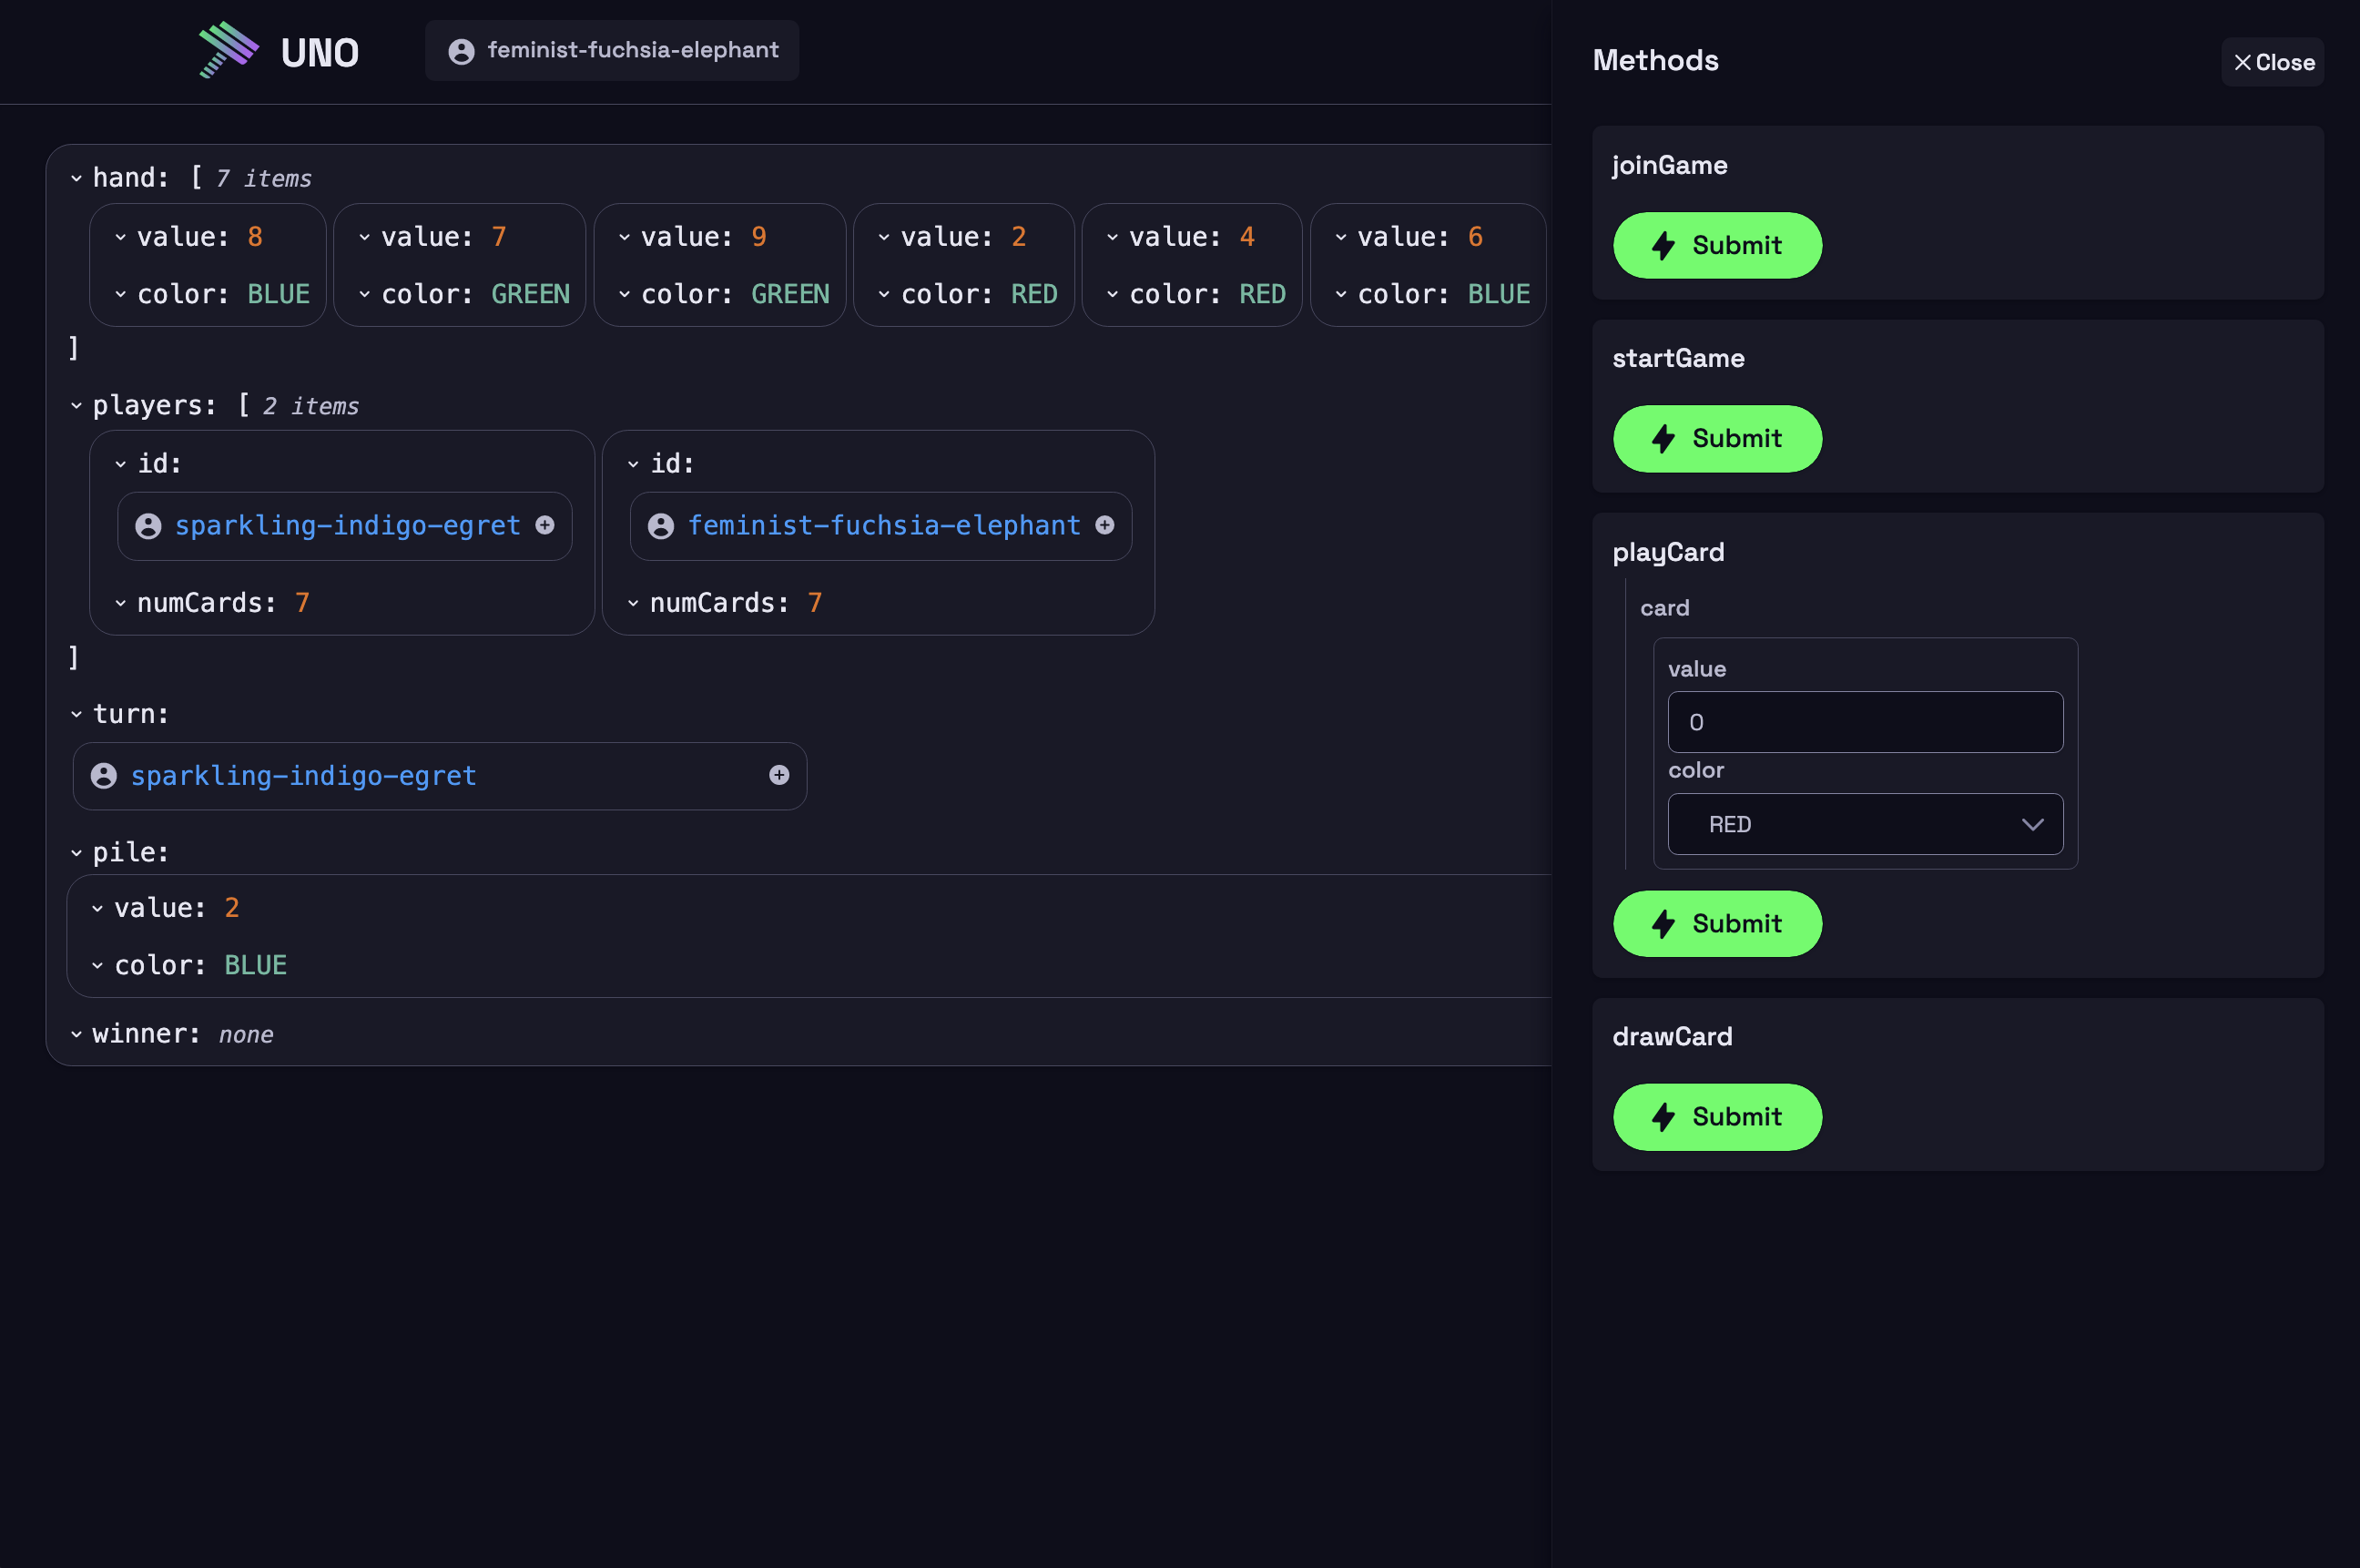 UNO
feminist-fuchsia-elephant
hand: [ 7 items
value: 8 value: 7 value: 9 value: 2 value: 4 value: 6
color: BLUE color: GREEN color: GREEN color: RED color: RED color: BLUE
]
players: [ 2 items
id: id:
sparkling-indigo-egret feminist-fuchsia-elephant
numCards: 7 numCards: 7
]
turn:
sparkling-indigo-egret
pile:
value: 2
color: BLUE
winner: none
Methods
Close
joinGame
Submit
startGame
Submit
playCard
card
value
0
color
RED
Submit
drawCard
Submit